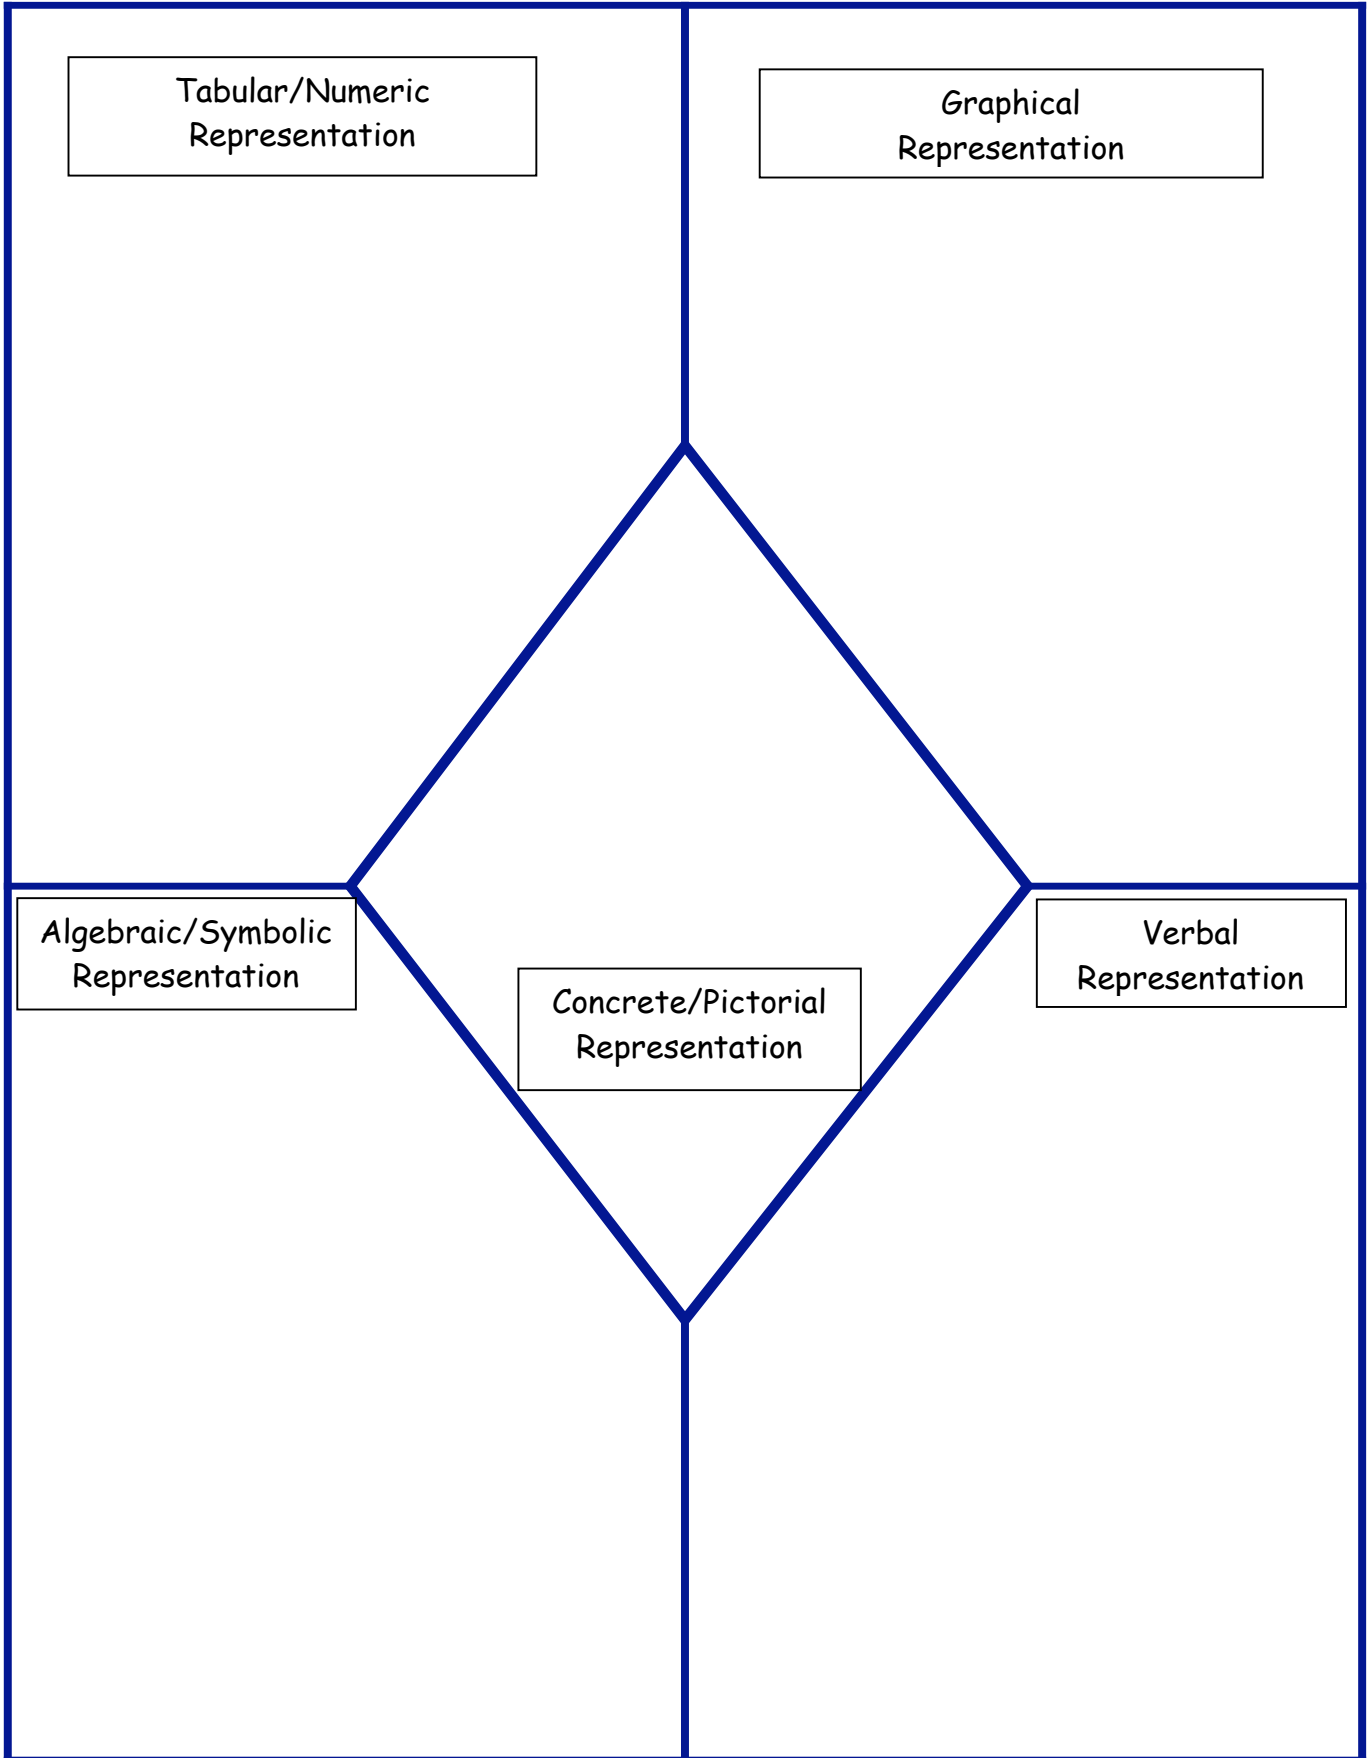 Tabular/Numeric
Representation
Graphical
Representation
Algebraic/Symbolic
Representation
Concrete/Pictorial
Representation
Verbal
Representation